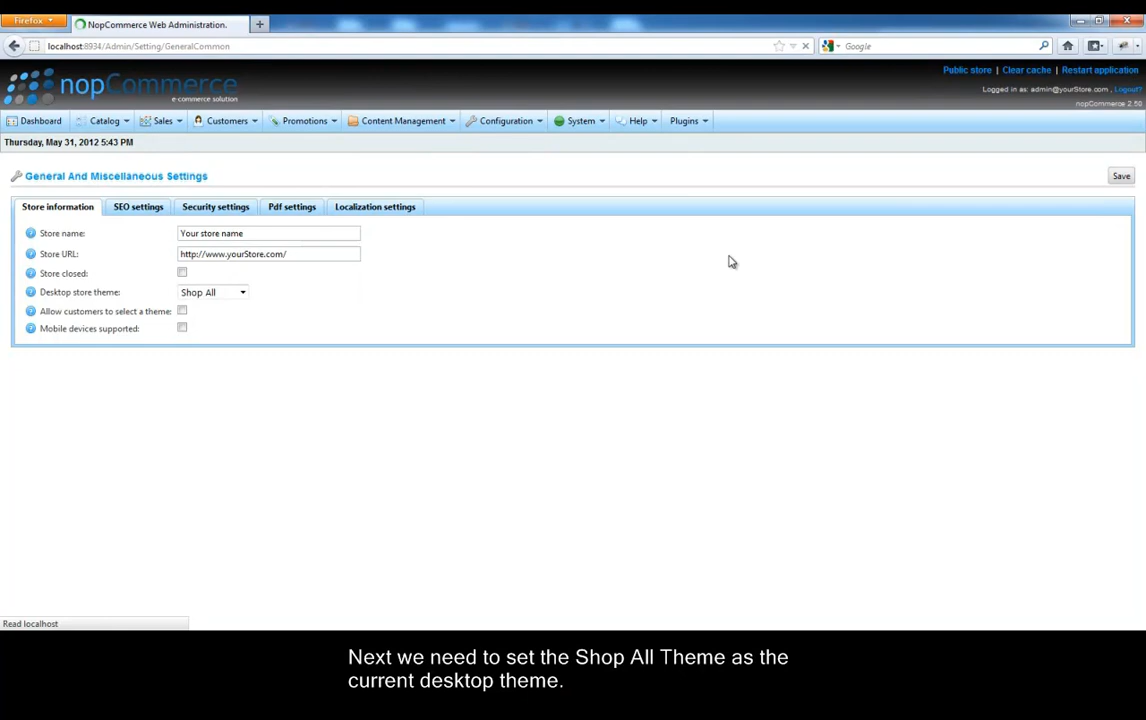 Firefox
NopCommerce Web Administration.
localhost:8934/Admin/Setting/GeneralCommon
Google
nopCommerce
e-commerce solution
Public store | Clear cache | Restart application
Logged in as: admin@yourStore.com , Logout?
nopCommerce 2.50
Dashboard Catalog Sales Customers Promotions Content Management Configuration System Help Plugins
Thursday, May 31, 2012 5:43 PM
General And Miscellaneous Settings
Save
Store information SEO settings Security settings Pdf settings Localization settings
Store name: Your store name
Store URL: http://www.yourStore.com/
Store closed:
Desktop store theme: Shop All
Allow customers to select a theme:
Mobile devices supported:
Read localhost
Next we need to set the Shop All Theme as the
current desktop theme.